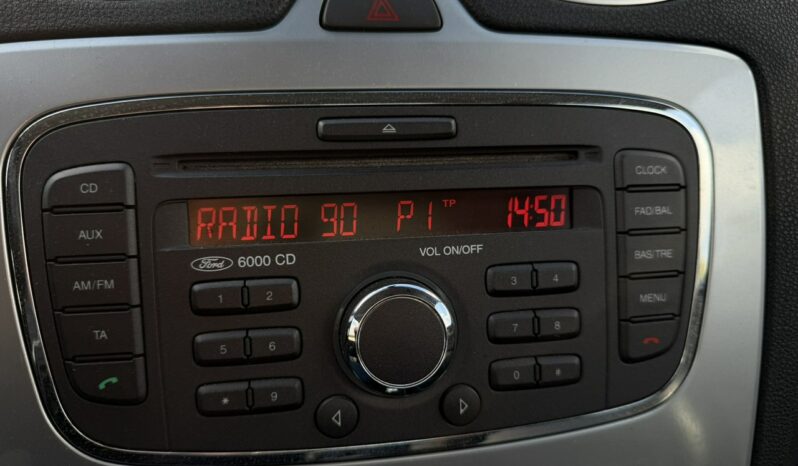 CD
AUX
AM/FM
TA
RADIO 90 P1 TP 14:50
Ford 6000 CD
VOL ON/OFF
1 2
5 6
* 9
3 4
7 8
0 #
CLOCK
FAD/BAL
BAS/TRE
MENU